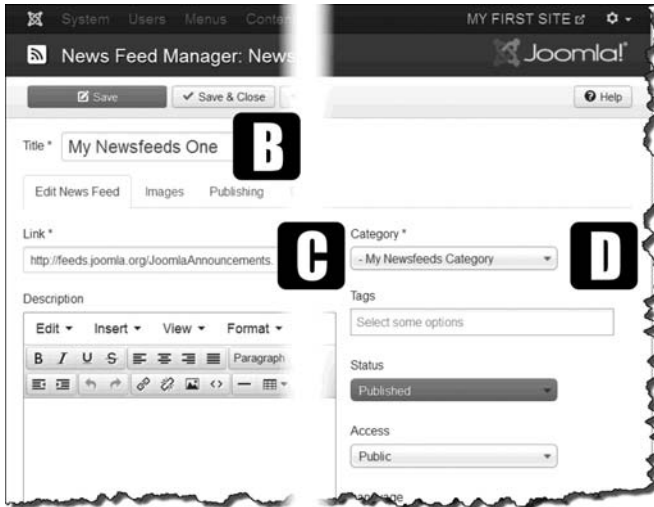 System Users Menus Conten MY FIRST SITE
News Feed Manager: News Joomla!
Save Save & Close Help
Title * My Newsfeeds One B
Edit News Feed Images Publishing
Link * Category *
http://feeds.joomla.org/JoomlaAnnouncements. C - My Newsfeeds Category D
Description Tags
Edit Insert View Format Select some options
B I U S Paragraph
Status
Published
Access
Public
Language